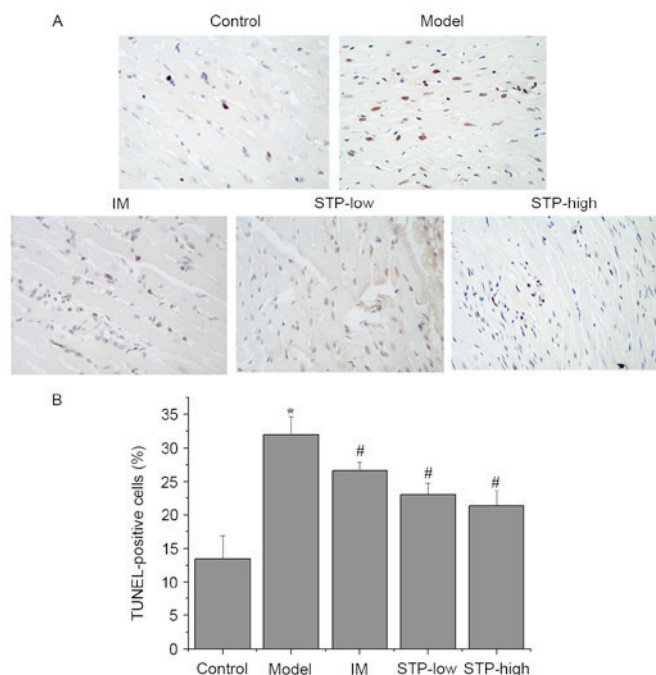 A
Control Model
IM STP-low STP-high
B
TUNEL-positive cells (%)
35
30
25
20
15
10
5
0
*
#
#
#
Control Model IM STP-low STP-high